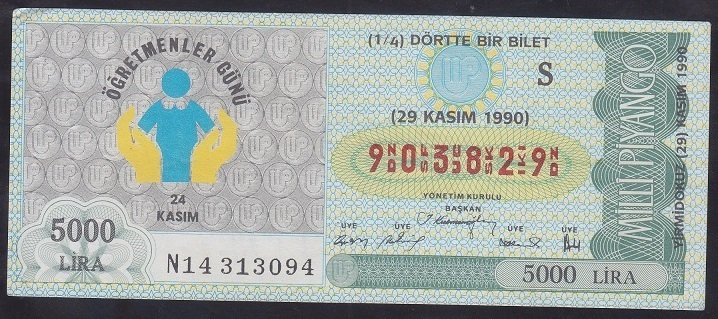 ÖĞRETMENLER GÜNÜ
24
KASIM
5000
LİRA
N14 313094
(1/4) DÖRTTE BİR BİLET
S
(29 KASIM 1990)
9 0 3 8 2 9
YÖNETİM KURULU
BAŞKAN
ÜYE ÜYE ÜYE ÜYE
5000 LİRA
MİLLİ PİYANGO
YİRMİDOKUZ (29) KASIM 1990